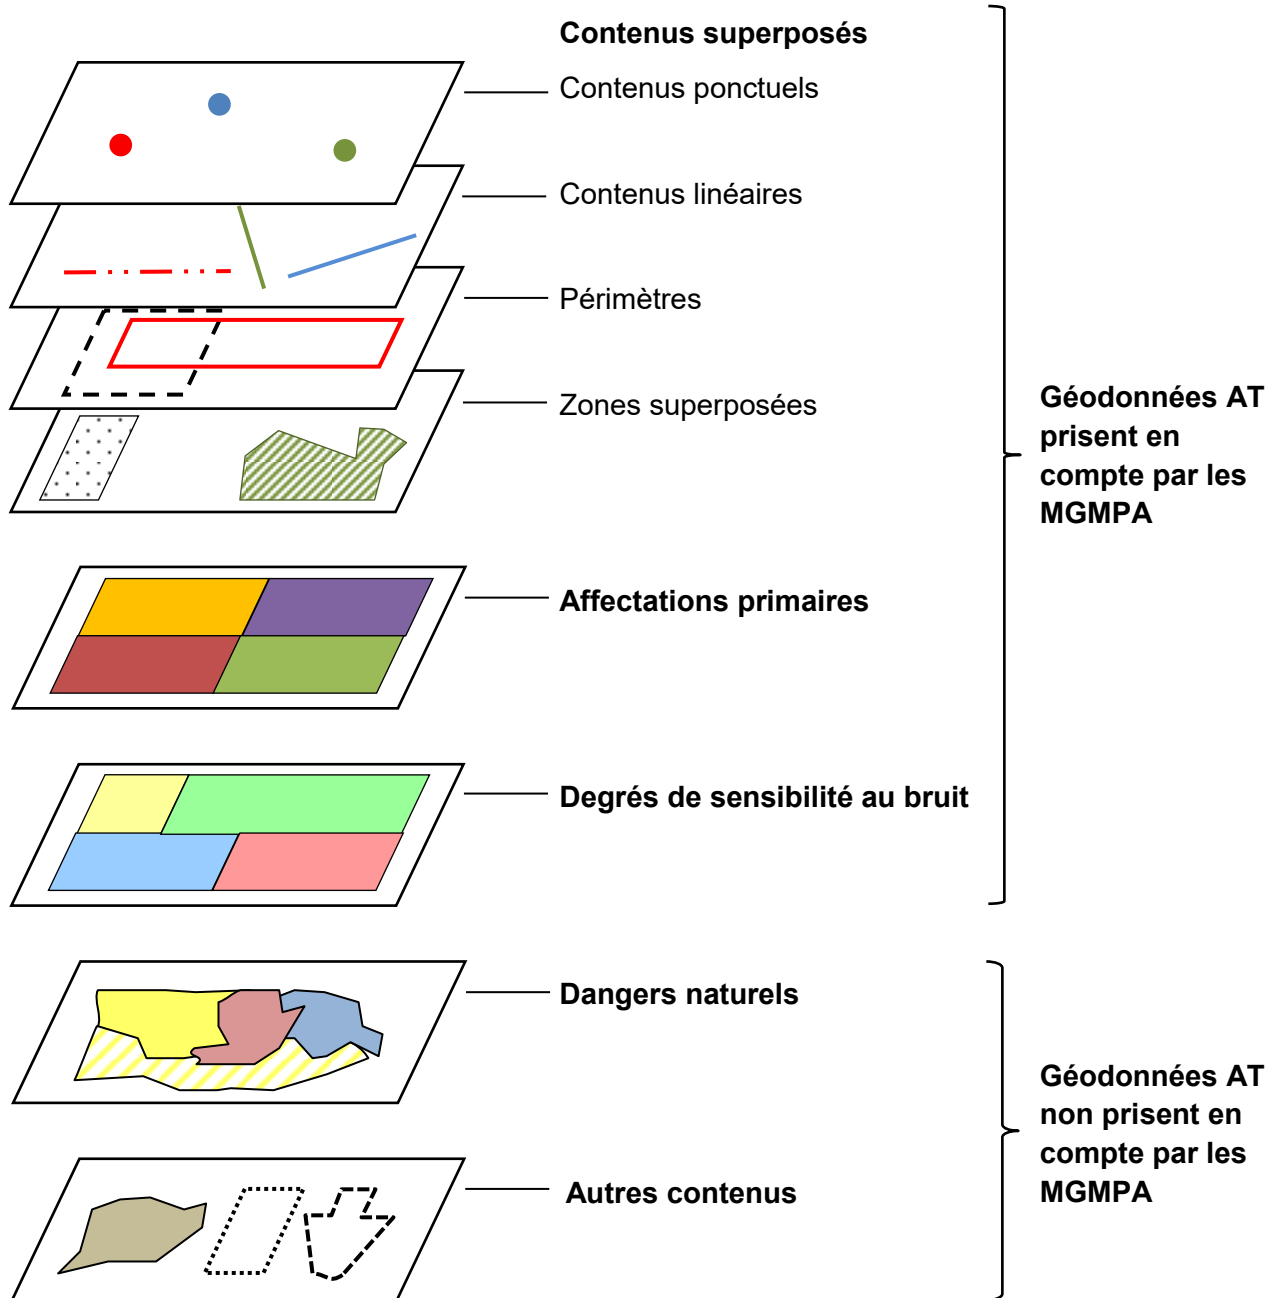 Contenus superposés
Contenus ponctuels
Contenus linéaires
Périmètres
Zones superposées
Géodonnées AT
prisent en
compte par les
MGMPA
Affectations primaires
Degrés de sensibilité au bruit
Dangers naturels
Géodonnées AT
non prisent en
compte par les
MGMPA
Autres contenus